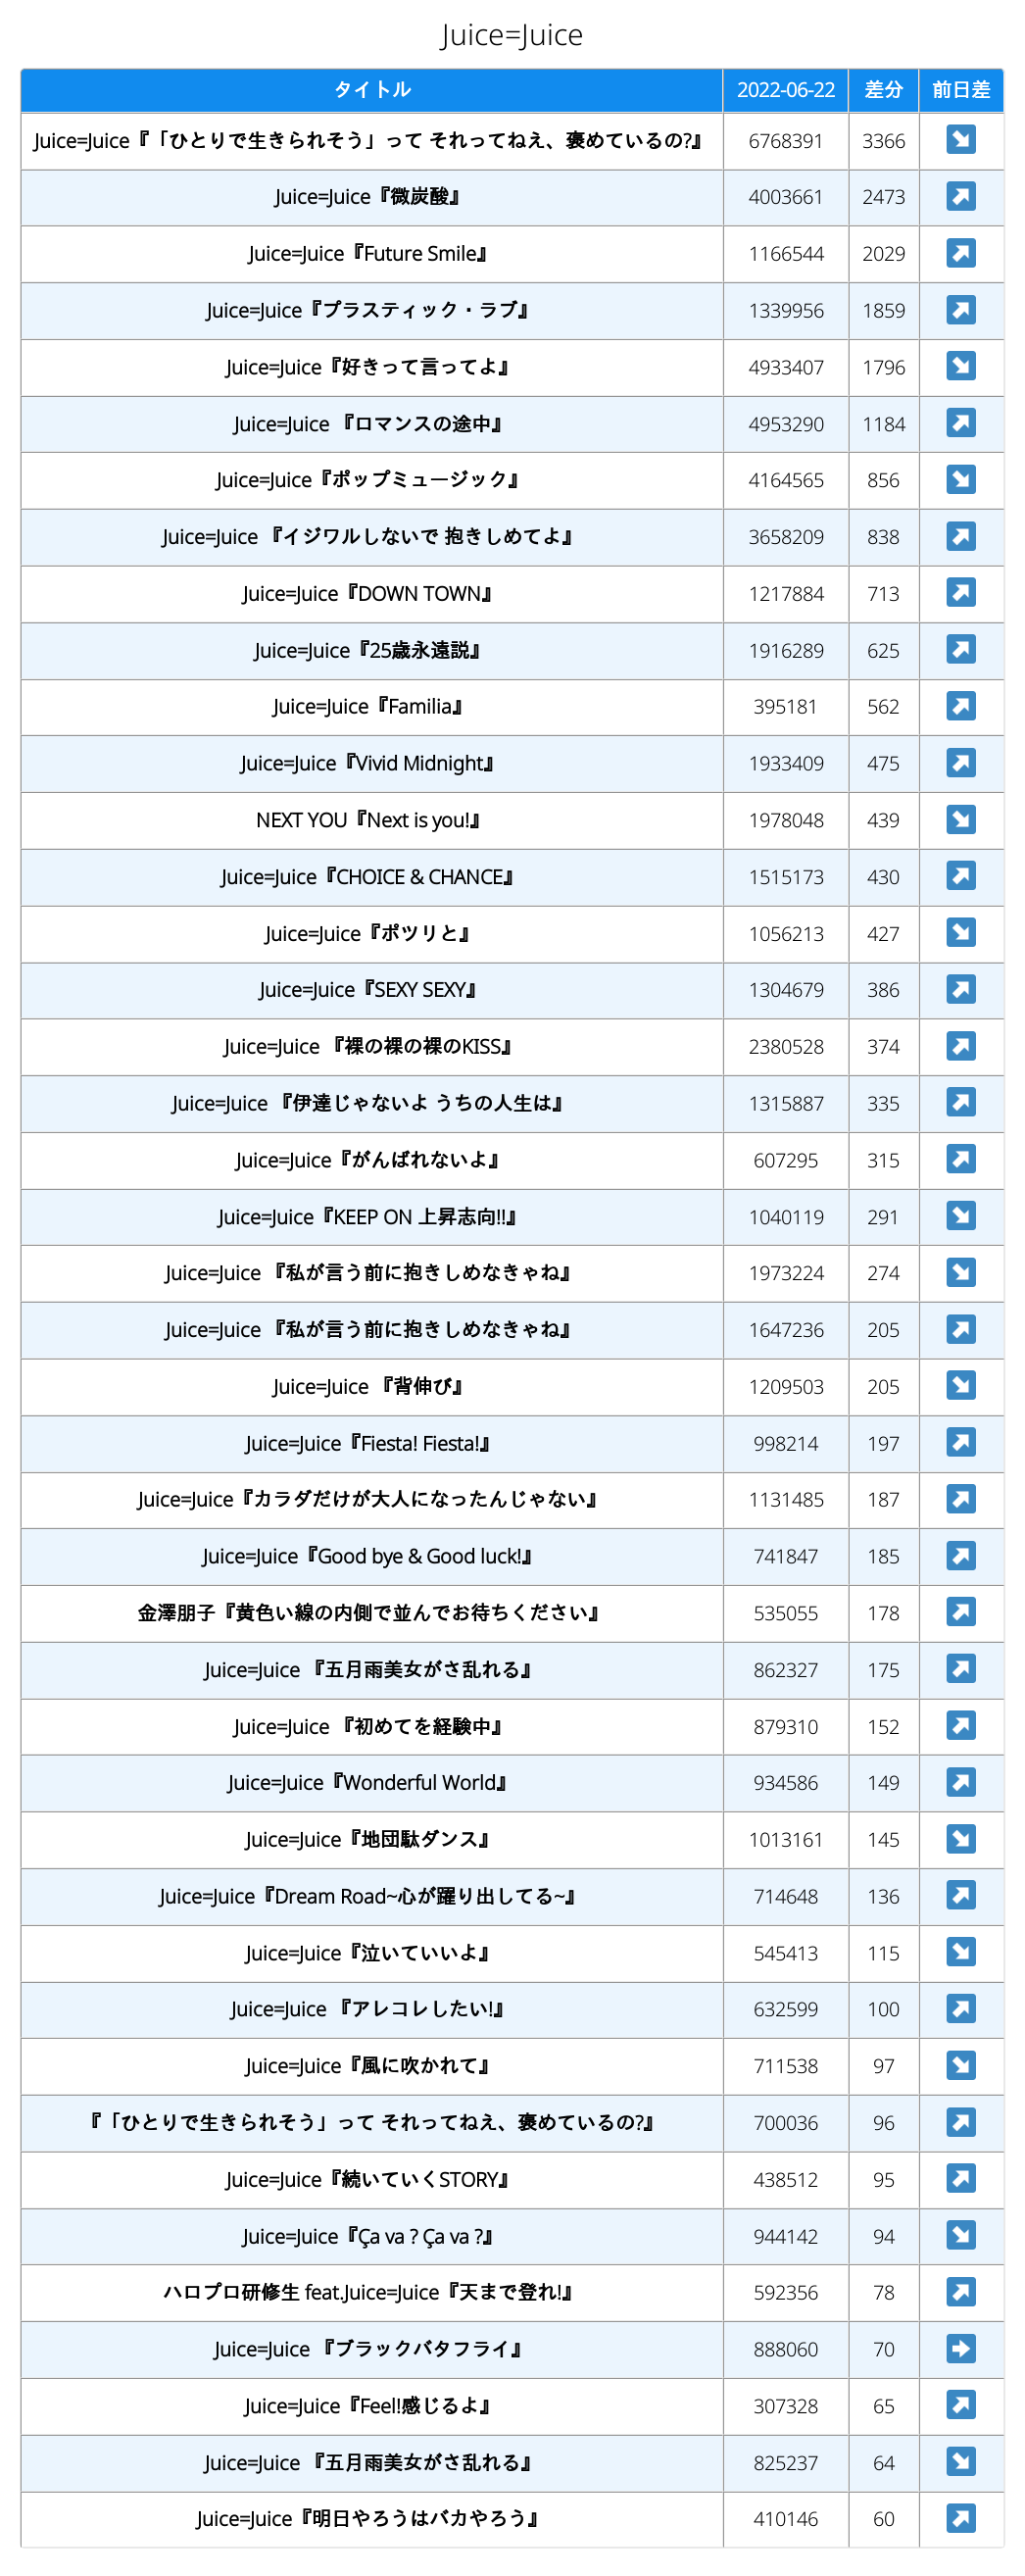 Juice=Juice
タイトル 2022-06-22 差分 前日差
Juice=Juice『「ひとりで生きられそう」って それってねえ、褒めているの?』 6768391 3366 ↘
Juice=Juice『微炭酸』 4003661 2473 ↗
Juice=Juice『Future Smile』 1166544 2029 ↗
Juice=Juice『プラスティック・ラブ』 1339956 1859 ↗
Juice=Juice『好きって言ってよ』 4933407 1796 ↘
Juice=Juice 『ロマンスの途中』 4953290 1184 ↗
Juice=Juice『ポップミュージック』 4164565 856 ↘
Juice=Juice 『イジワルしないで 抱きしめてよ』 3658209 838 ↗
Juice=Juice『DOWN TOWN』 1217884 713 ↗
Juice=Juice『25歳永遠説』 1916289 625 ↗
Juice=Juice『Familia』 395181 562 ↗
Juice=Juice『Vivid Midnight』 1933409 475 ↗
NEXT YOU『Next is you!』 1978048 439 ↘
Juice=Juice『CHOICE & CHANCE』 1515173 430 ↗
Juice=Juice『ポツリと』 1056213 427 ↘
Juice=Juice『SEXY SEXY』 1304679 386 ↗
Juice=Juice 『裸の裸の裸のKISS』 2380528 374 ↗
Juice=Juice 『伊達じゃないよ うちの人生は』 1315887 335 ↗
Juice=Juice『がんばれないよ』 607295 315 ↗
Juice=Juice『KEEP ON 上昇志向!!』 1040119 291 ↘
Juice=Juice 『私が言う前に抱きしめなきゃね』 1973224 274 ↘
Juice=Juice 『私が言う前に抱きしめなきゃね』 1647236 205 ↗
Juice=Juice 『背伸び』 1209503 205 ↘
Juice=Juice『Fiesta! Fiesta!』 998214 197 ↗
Juice=Juice『カラダだけが大人になったんじゃない』 1131485 187 ↗
Juice=Juice『Good bye & Good luck!』 741847 185 ↗
金澤朋子『黄色い線の内側で並んでお待ちください』 535055 178 ↗
Juice=Juice 『五月雨美女がさ乱れる』 862327 175 ↗
Juice=Juice 『初めてを経験中』 879310 152 ↗
Juice=Juice『Wonderful World』 934586 149 ↗
Juice=Juice『地団駄ダンス』 1013161 145 ↘
Juice=Juice『Dream Road~心が躍り出してる~』 714648 136 ↗
Juice=Juice『泣いていいよ』 545413 115 ↘
Juice=Juice 『アレコレしたい!』 632599 100 ↗
Juice=Juice『風に吹かれて』 711538 97 ↘
『「ひとりで生きられそう」って それってねえ、褒めているの?』 700036 96 ↗
Juice=Juice『続いていくSTORY』 438512 95 ↗
Juice=Juice『Ça va ? Ça va ?』 944142 94 ↘
ハロプロ研修生 feat.Juice=Juice『天まで登れ!』 592356 78 ↗
Juice=Juice 『ブラックバタフライ』 888060 70 →
Juice=Juice『Feel!感じるよ』 307328 65 ↗
Juice=Juice 『五月雨美女がさ乱れる』 825237 64 ↘
Juice=Juice『明日やろうはバカやろう』 410146 60 ↗